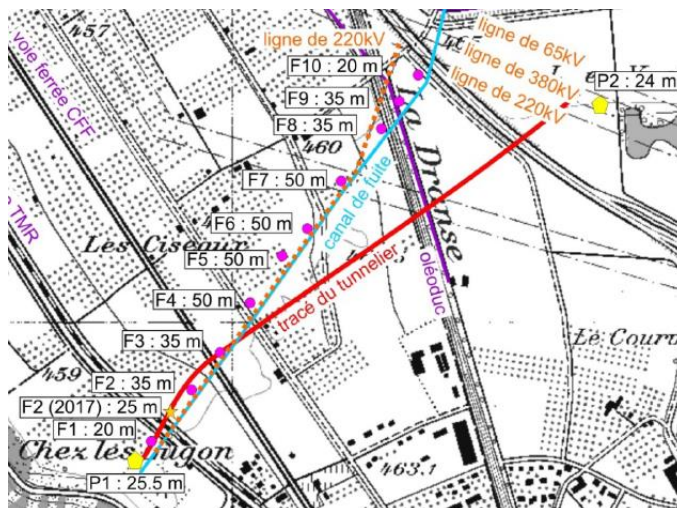 457
ligne de 220kV
ligne de 65kV
ligne de 380kV
ligne de 220kV
P2 : 24 m
voie ferrée CFF
F10 : 20 m
F9 : 35 m
F8 : 35 m
460
La Dranse
F7 : 50 m
canal de fuite
F6 : 50 m
TMR
Les Ciseaux
F5 : 50 m
oléoduc
F4 : 50 m
tracé du tunnelier
F3 : 35 m
459
F2 : 35 m
F2 (2017) : 25 m
F1 : 20 m
463.1
P1 : 25.5 m